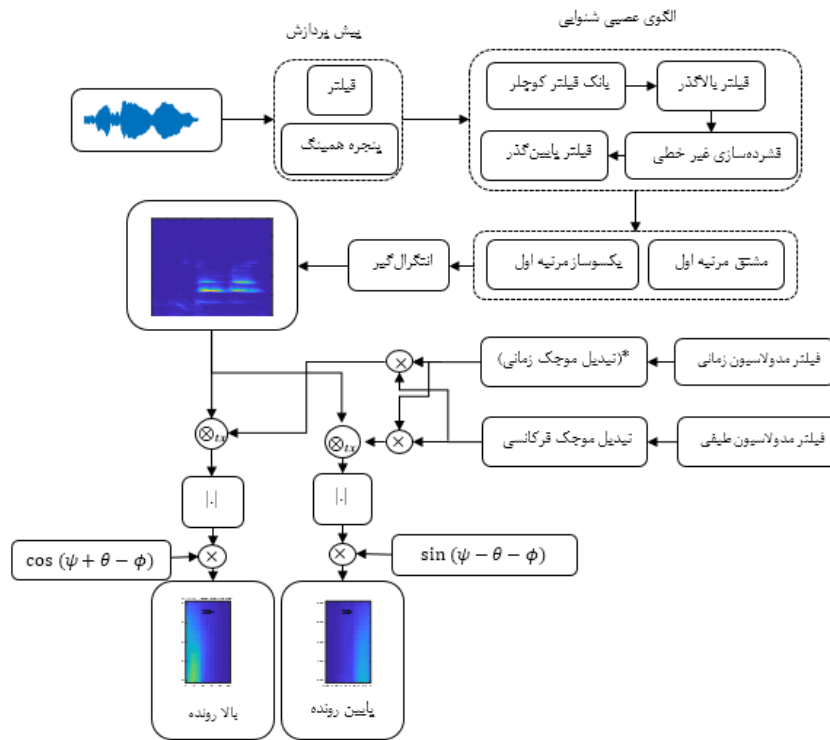 الگوی عصبی شنوایی
پیش پردازش
فیلتر
پنجره همینگ
بانک فیلتر کوچلر
فیلتر بالاگذر
فیلتر پایین‌گذر
فشرده‌سازی غیر خطی
انتگرال‌گیر
یکسوساز مرتبه اول
مشتق مرتبه اول
*(تبدیل موجک زمانی)
فیلتر مدولاسیون زمانی
تبدیل موجک فرکانسی
فیلتر مدولاسیون طیفی
× ×
⊗tx ⊗tx
|.| |.|
cos (ψ + θ − ϕ)
× ×
sin (ψ − θ − ϕ)
بالا رونده
پایین رونده